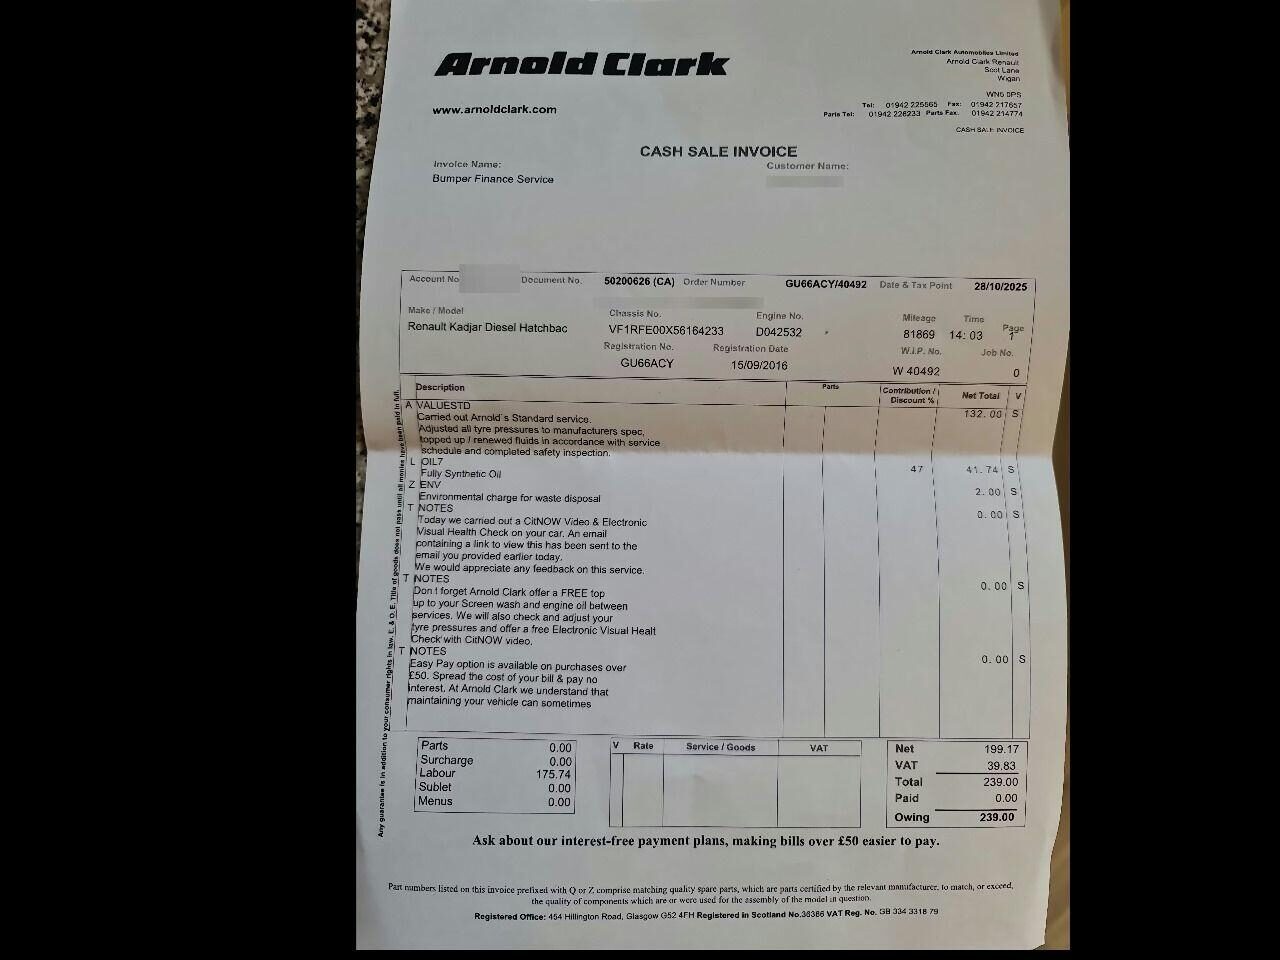 Arnold Clark
Arnold Clark Automobiles Limited
Arnold Clark Renault
Scot Lane
Wigan
WN5 0PS
www.arnoldclark.com
Tel: 01942 225565 Fax: 01942 217657
Parts Tel: 01942 226233 Parts Fax. 01942 214774
CASH SALE INVOICE
CASH SALE INVOICE
Invoice Name: Customer Name:
Bumper Finance Service
Account No Document No. 50200626 (CA) Order Number GU66ACY/40492 Date & Tax Point 28/10/2025
Make / Model Chassis No. Engine No. Mileage Time Page
Renault Kadjar Diesel Hatchbac VF1RFE00X56164233 D042532 81869 14:03 1
Registration No. Registration Date W.I.P. No. Job No.
GU66ACY 15/09/2016 W 40492 0
Description Parts Contribution / Discount % Net Total V
A VALUESTD 132.00 S
Carried out Arnold's Standard service.
Adjusted all tyre pressures to manufacturers spec,
topped up / renewed fluids in accordance with service
schedule and completed safety inspection.
L OIL7
Fully Synthetic Oil 47 41.74 S
Z ENV 2.00 S
Environmental charge for waste disposal
T NOTES 0.00 S
Today we carried out a CitNOW Video & Electronic
Visual Health Check on your car. An email
containing a link to view this has been sent to the
email you provided earlier today.
We would appreciate any feedback on this service.
T NOTES 0.00 S
Don t forget Arnold Clark offer a FREE top
up to your Screen wash and engine oil between
services. We will also check and adjust your
tyre pressures and offer a free Electronic Visual Healt
Check with CitNOW video.
T NOTES 0.00 S
Easy Pay option is available on purchases over
£50. Spread the cost of your bill & pay no
interest. At Arnold Clark we understand that
maintaining your vehicle can sometimes
Any guarantee is in addition to your consumer rights in law. E. & O. E. Title of goods does not pass until all monies have been paid in full.
Parts 0.00
Surcharge 0.00
Labour 175.74
Sublet 0.00
Menus 0.00
V Rate Service / Goods VAT
Net 199.17
VAT 39.83
Total 239.00
Paid 0.00
Owing 239.00
Ask about our interest-free payment plans, making bills over £50 easier to pay.
Part numbers listed on this invoice prefixed with Q or Z comprise matching quality spare parts, which are parts certified by the relevant manufacturer, to match, or exceed,
the quality of components which are or were used for the assembly of the model in question.
Registered Office: 454 Hillington Road, Glasgow G52 4FH Registered in Scotland No.36386 VAT Reg. No. GB 334 3318 79